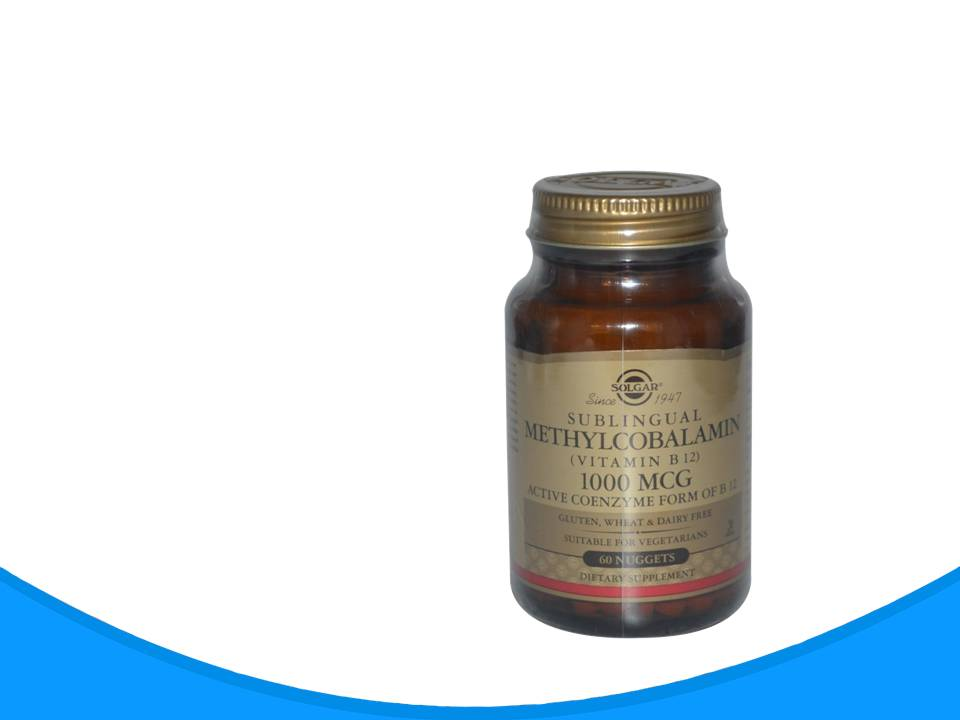 SOLGAR®
Since 1947
SUBLINGUAL
METHYLCOBALAMIN
(VITAMIN B 12)
1000 MCG
ACTIVE COENZYME FORM OF B 12
GLUTEN, WHEAT & DAIRY FREE
SUITABLE FOR VEGETARIANS
60 NUGGETS
DIETARY SUPPLEMENT